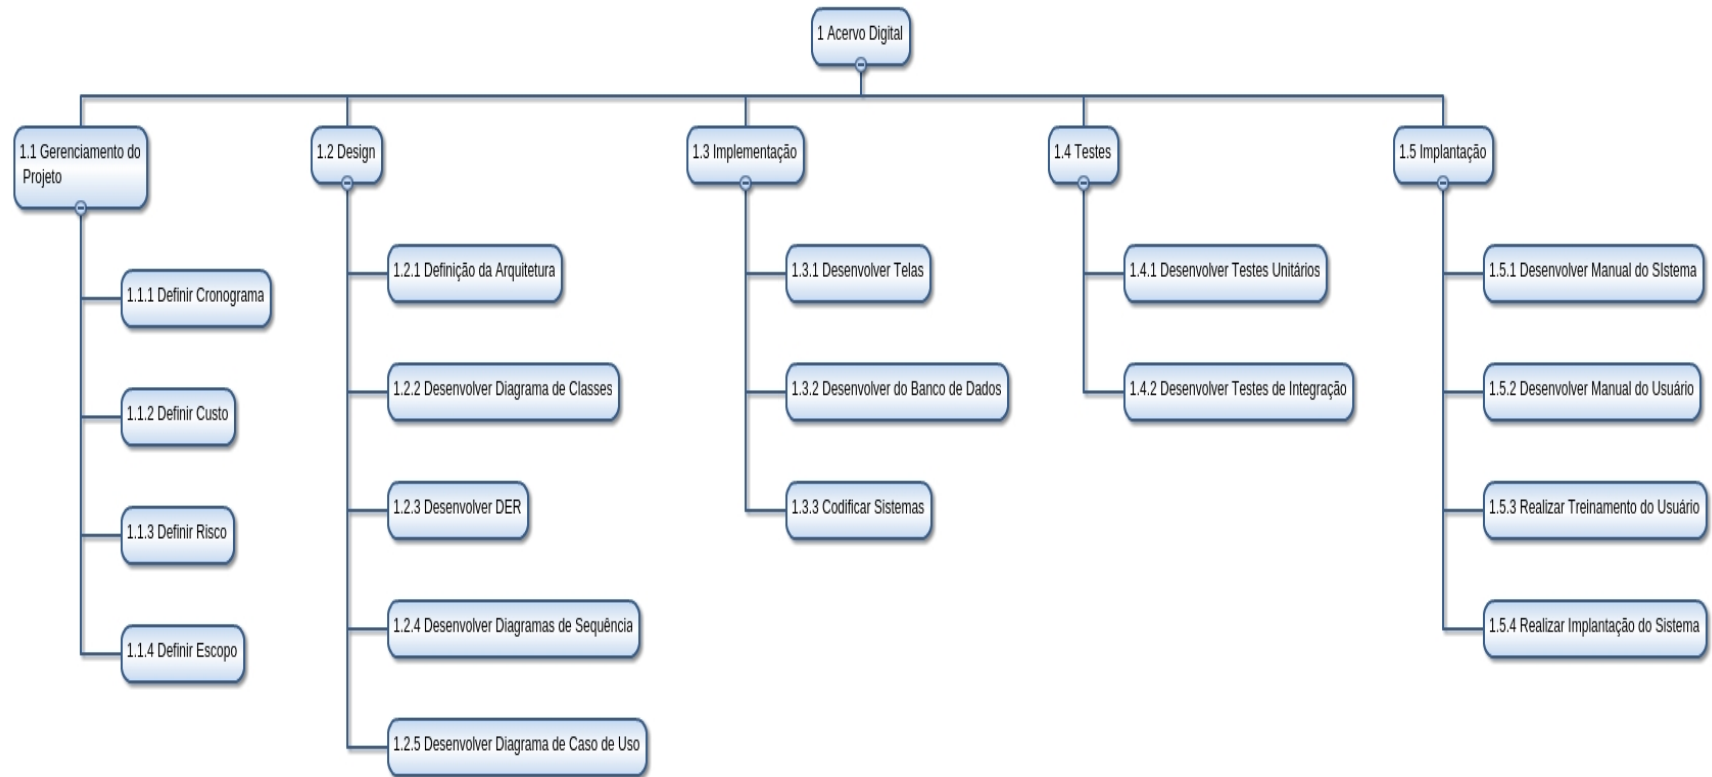 1 Acervo Digital
1.1 Gerenciamento do
Projeto
1.1.1 Definir Cronograma
1.1.2 Definir Custo
1.1.3 Definir Risco
1.1.4 Definir Escopo
1.2 Design
1.2.1 Definição da Arquitetura
1.2.2 Desenvolver Diagrama de Classes
1.2.3 Desenvolver DER
1.2.4 Desenvolver Diagramas de Sequência
1.2.5 Desenvolver Diagrama de Caso de Uso
1.3 Implementação
1.3.1 Desenvolver Telas
1.3.2 Desenvolver do Banco de Dados
1.3.3 Codificar Sistemas
1.4 Testes
1.4.1 Desenvolver Testes Unitários
1.4.2 Desenvolver Testes de Integração
1.5 Implantação
1.5.1 Desenvolver Manual do SIstema
1.5.2 Desenvolver Manual do Usuário
1.5.3 Realizar Treinamento do Usuário
1.5.4 Realizar Implantação do Sistema